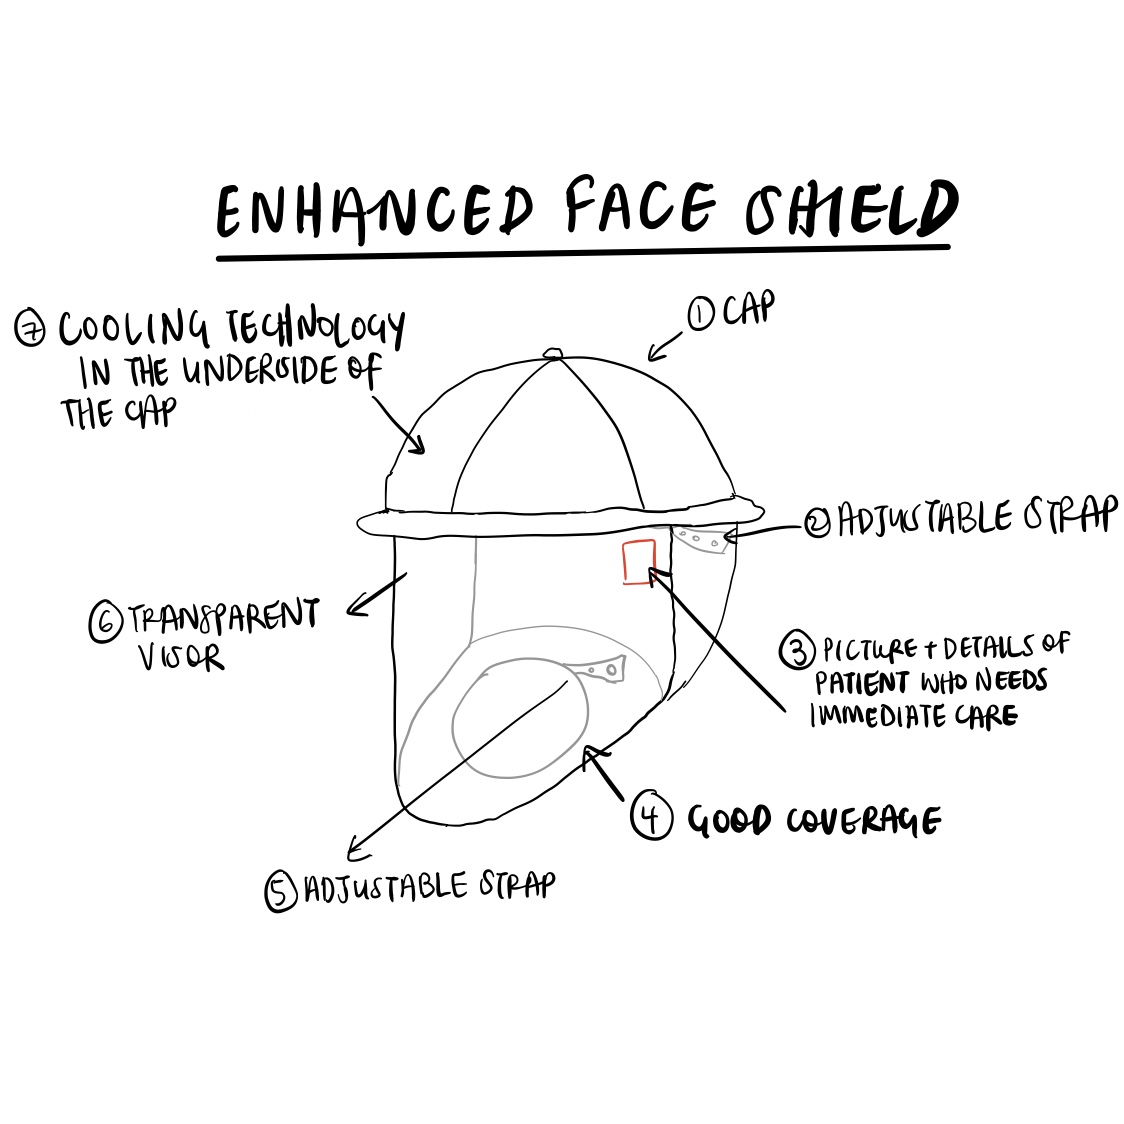 ENHANCED FACE SHIELD
① CAP
⑦ COOLING TECHNOLOGY
IN THE UNDERSIDE OF
THE CAP
② ADJUSTABLE STRAP
⑥ TRANSPARENT
VISOR
③ PICTURE + DETAILS OF
PATIENT WHO NEEDS
IMMEDIATE CARE
④ GOOD COVERAGE
⑤ ADJUSTABLE STRAP